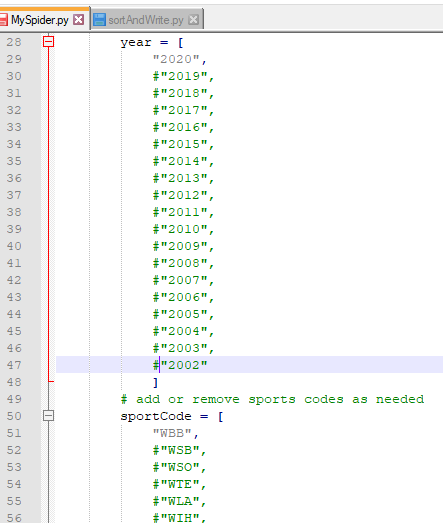 MySpider.py sortAndWrite.py
28 year = [
29 "2020",
30 #"2019",
31 #"2018",
32 #"2017",
33 #"2016",
34 #"2015",
35 #"2014",
36 #"2013",
37 #"2012",
38 #"2011",
39 #"2010",
40 #"2009",
41 #"2008",
42 #"2007",
43 #"2006",
44 #"2005",
45 #"2004",
46 #"2003",
47 #"2002"
48 ]
49 # add or remove sports codes as needed
50 sportCode = [
51 "WBB",
52 #"WSB",
53 #"WSO",
54 #"WTE",
55 #"WLA",
56 #"WIH",